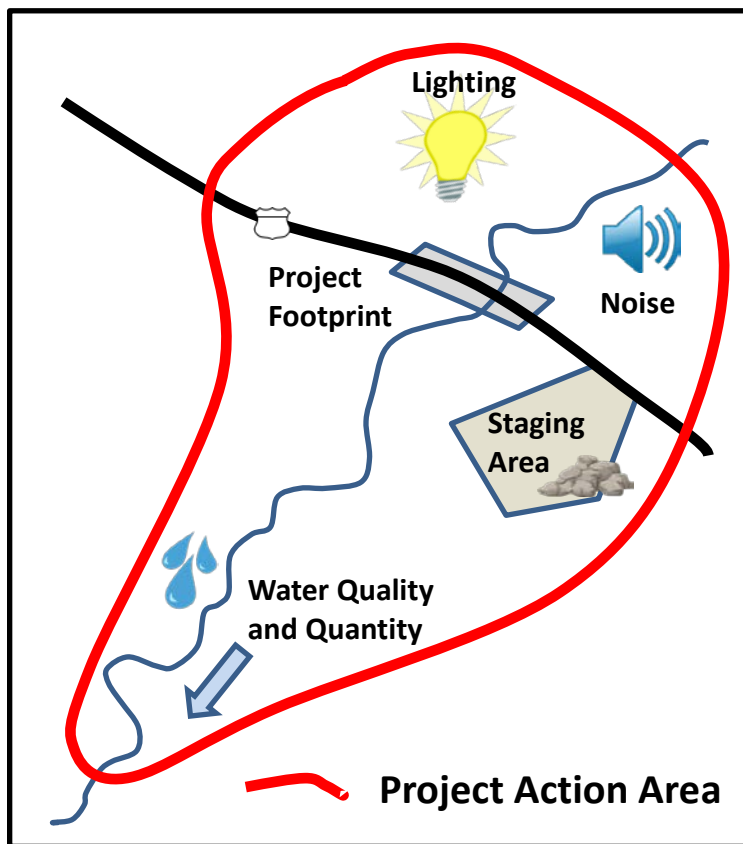 Lighting
Project
Footprint
Noise
Staging
Area
Water Quality
and Quantity
Project Action Area